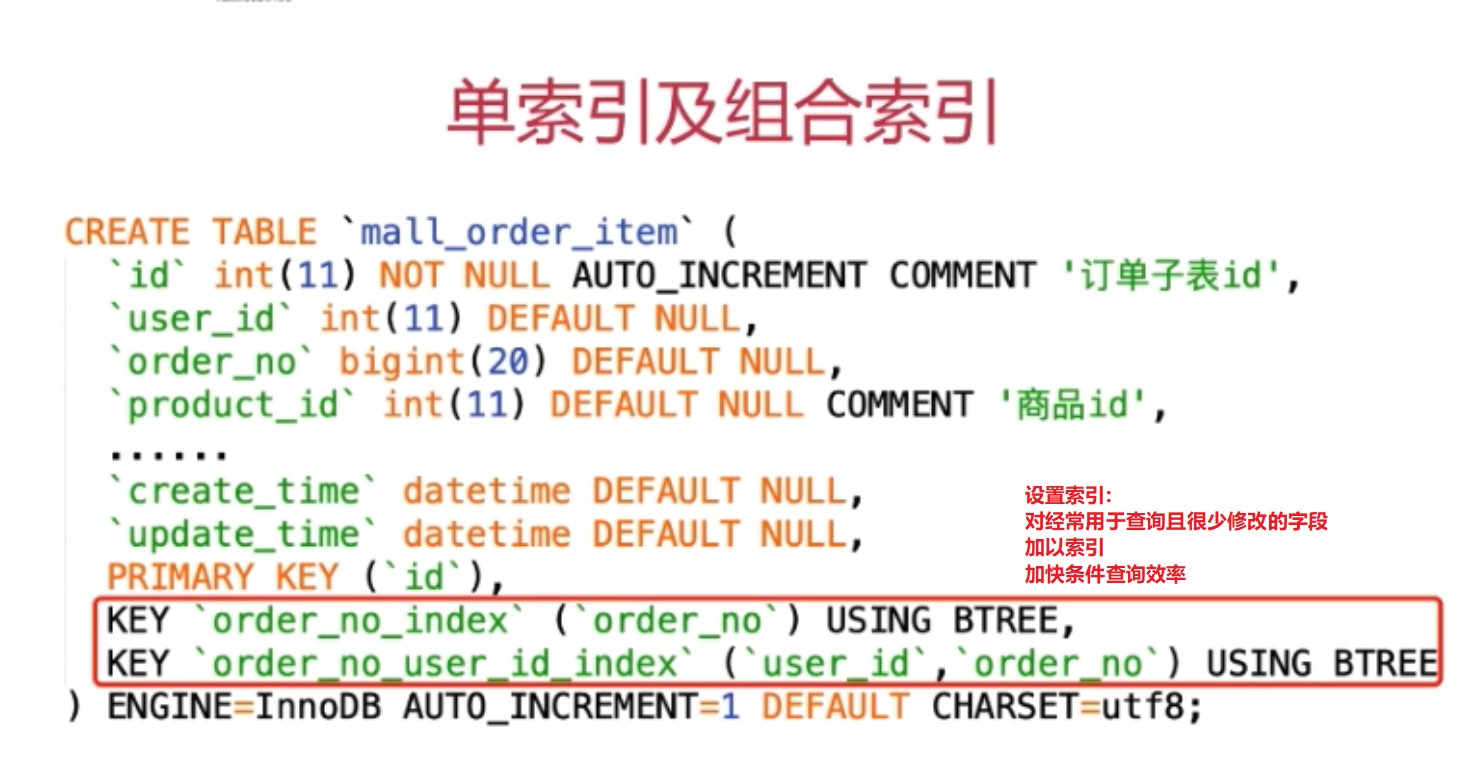 单索引及组合索引
CREATE TABLE `mall_order_item` (
`id` int(11) NOT NULL AUTO_INCREMENT COMMENT '订单子表id',
`user_id` int(11) DEFAULT NULL,
`order_no` bigint(20) DEFAULT NULL,
`product_id` int(11) DEFAULT NULL COMMENT '商品id',
......
`create_time` datetime DEFAULT NULL,
`update_time` datetime DEFAULT NULL,
PRIMARY KEY (`id`),
KEY `order_no_index` (`order_no`) USING BTREE,
KEY `order_no_user_id_index` (`user_id`,`order_no`) USING BTREE
) ENGINE=InnoDB AUTO_INCREMENT=1 DEFAULT CHARSET=utf8;
设置索引:
对经常用于查询且很少修改的字段
加以索引
加快条件查询效率